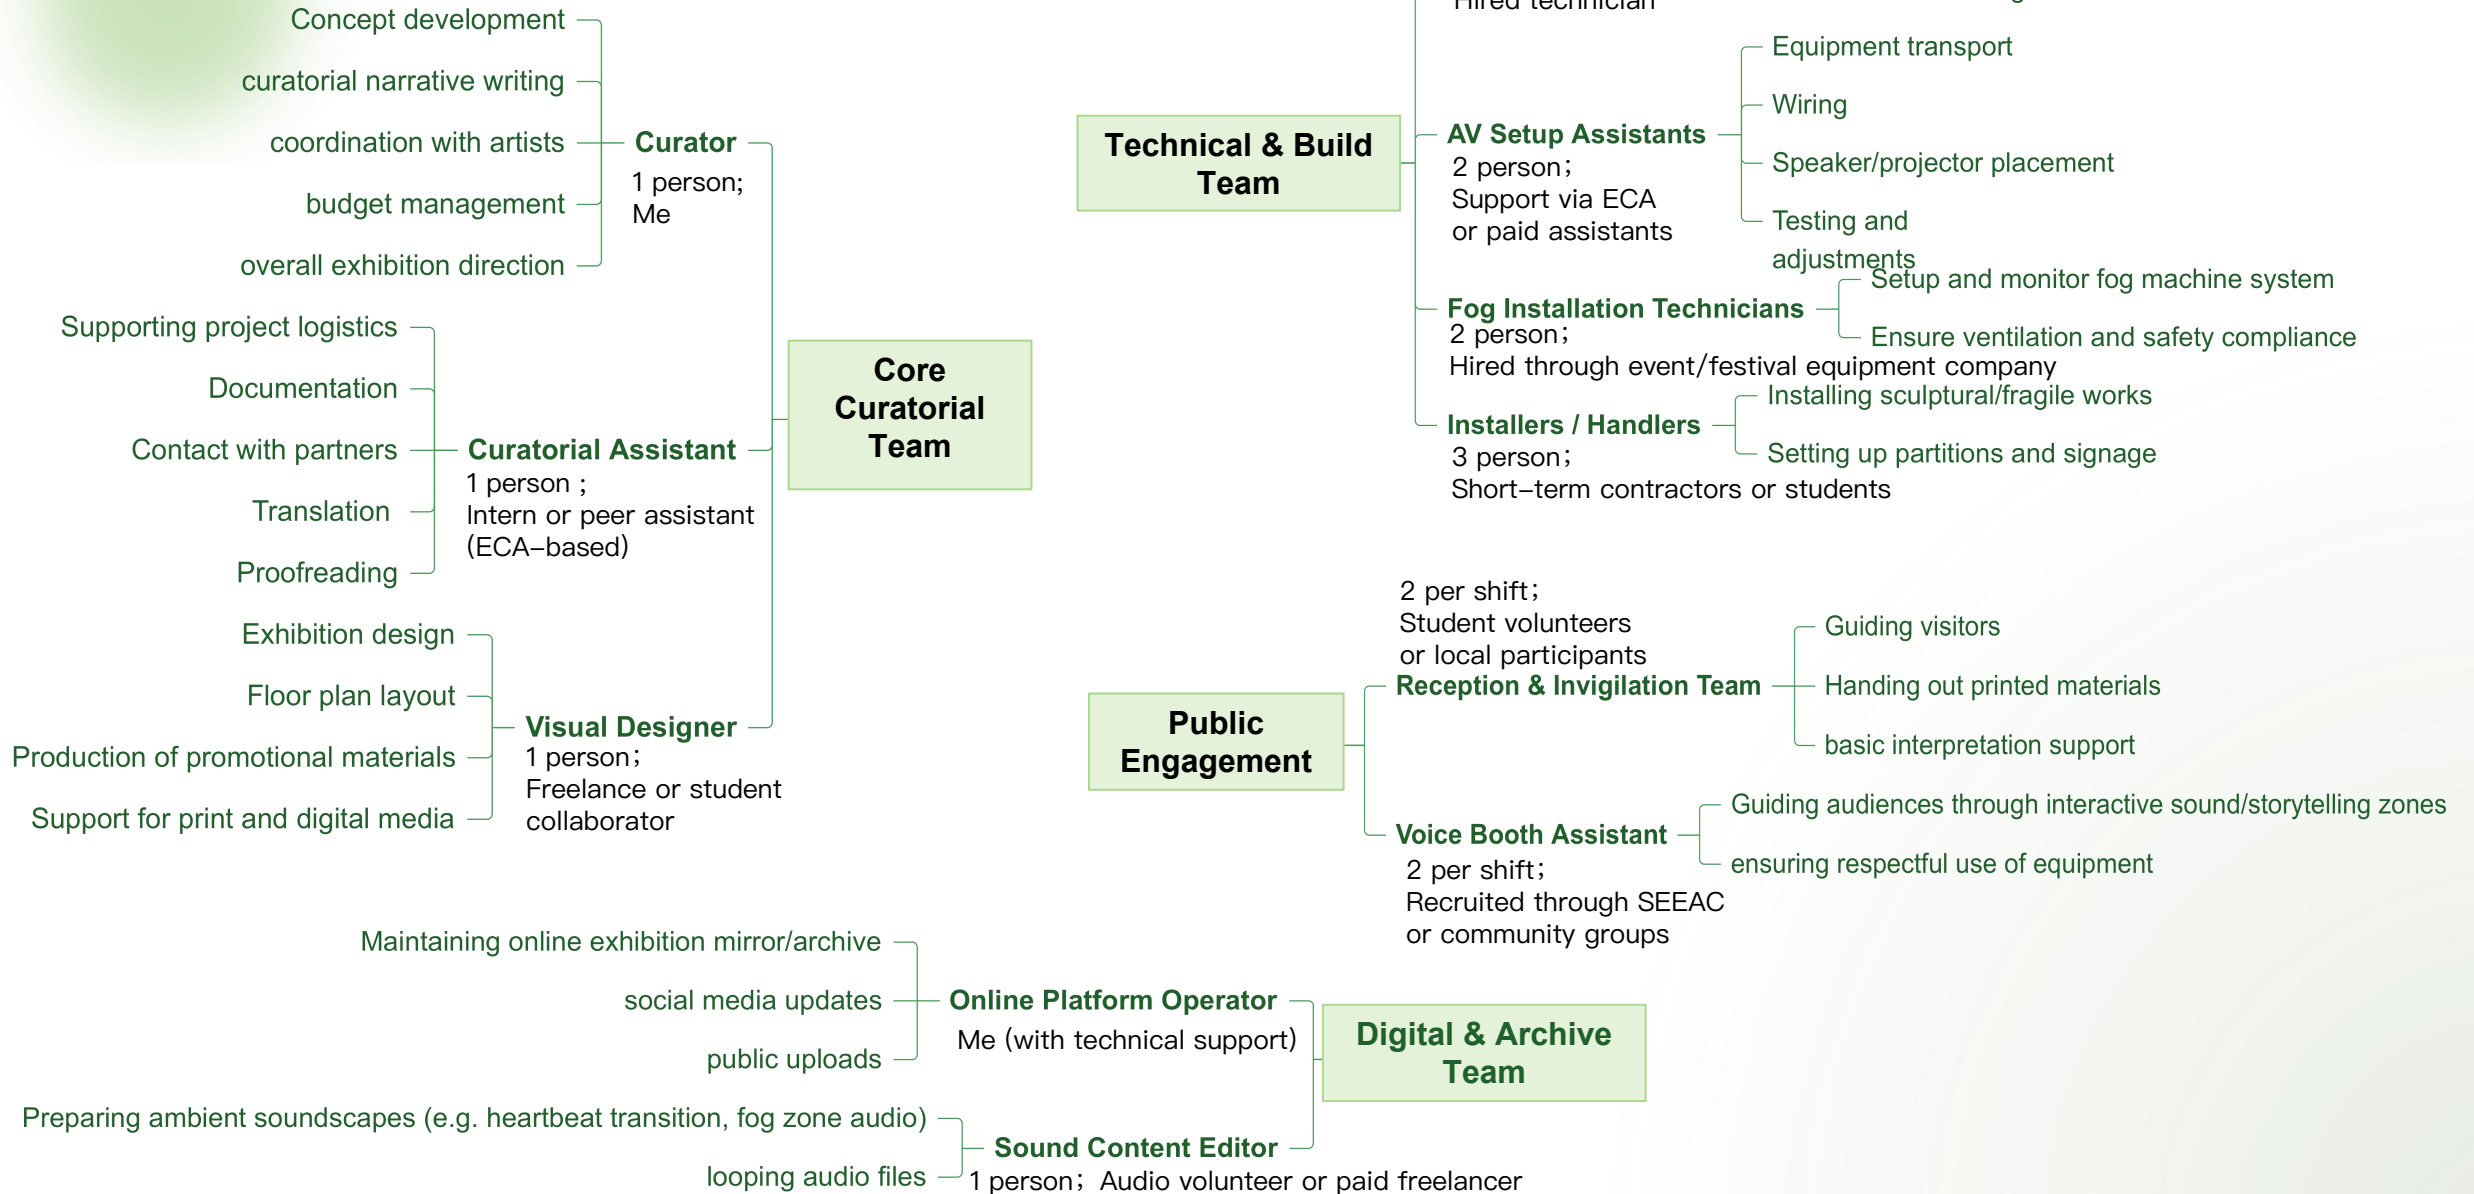 Concept development
curatorial narrative writing
coordination with artists
budget management
overall exhibition direction
Curator
1 person;
Me
Supporting project logistics
Documentation
Contact with partners
Translation
Proofreading
Curatorial Assistant
1 person ;
Intern or peer assistant
(ECA-based)
Exhibition design
Floor plan layout
Production of promotional materials
Support for print and digital media
Visual Designer
1 person;
Freelance or student
collaborator
Core
Curatorial
Team
Technical & Build
Team
Hired technician
AV Setup Assistants
2 person;
Support via ECA
or paid assistants
Equipment transport
Wiring
Speaker/projector placement
Testing and
adjustments
Fog Installation Technicians
2 person;
Hired through event/festival equipment company
Setup and monitor fog machine system
Ensure ventilation and safety compliance
Installers / Handlers
3 person;
Short-term contractors or students
Installing sculptural/fragile works
Setting up partitions and signage
Public
Engagement
2 per shift;
Student volunteers
or local participants
Reception & Invigilation Team
Guiding visitors
Handing out printed materials
basic interpretation support
Voice Booth Assistant
2 per shift;
Recruited through SEEAC
or community groups
Guiding audiences through interactive sound/storytelling zones
ensuring respectful use of equipment
Maintaining online exhibition mirror/archive
social media updates
public uploads
Online Platform Operator
Me (with technical support)
Digital & Archive
Team
Preparing ambient soundscapes (e.g. heartbeat transition, fog zone audio)
looping audio files
Sound Content Editor
1 person; Audio volunteer or paid freelancer